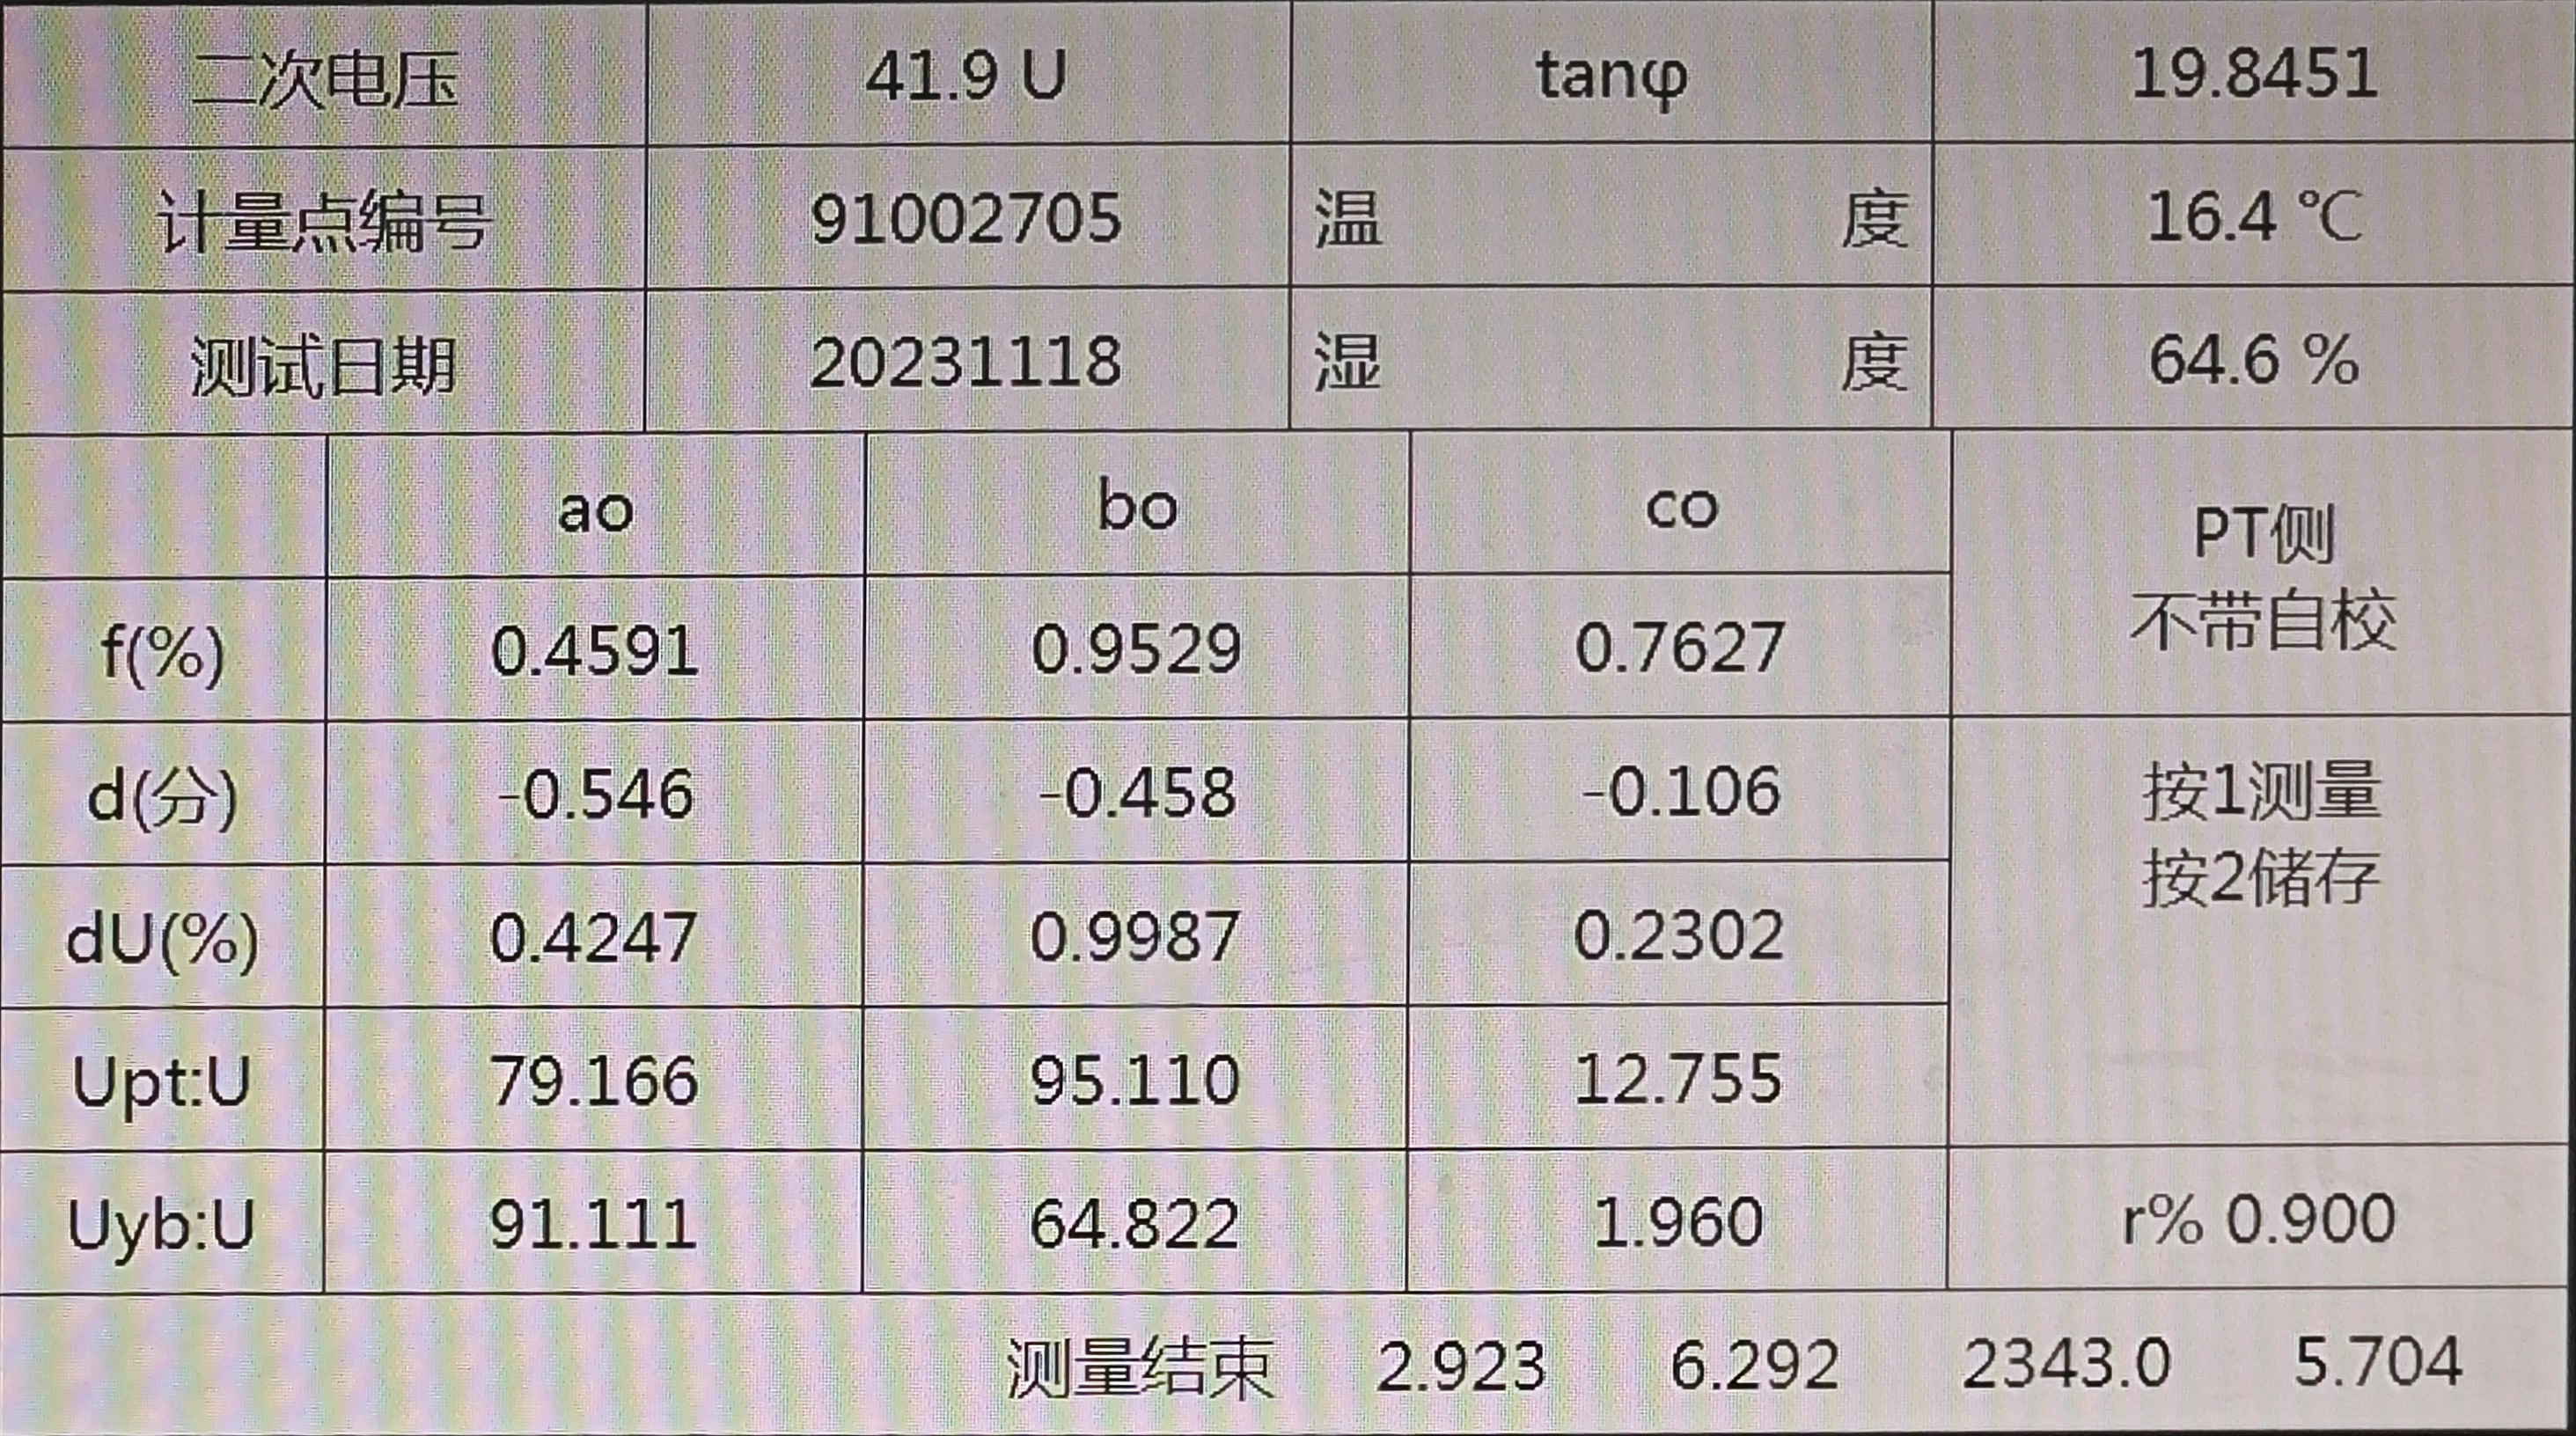 二次电压 41.9 U tanφ 19.8451
计量点编号 91002705 温 度 16.4 ℃
测试日期 20231118 湿 度 64.6 %
ao bo co
PT侧
不带自校
f(%) 0.4591 0.9529 0.7627
d(分) -0.546 -0.458 -0.106
按1测量
按2储存
dU(%) 0.4247 0.9987 0.2302
Upt:U 79.166 95.110 12.755
Uyb:U 91.111 64.822 1.960 r% 0.900
测量结束 2.923 6.292 2343.0 5.704